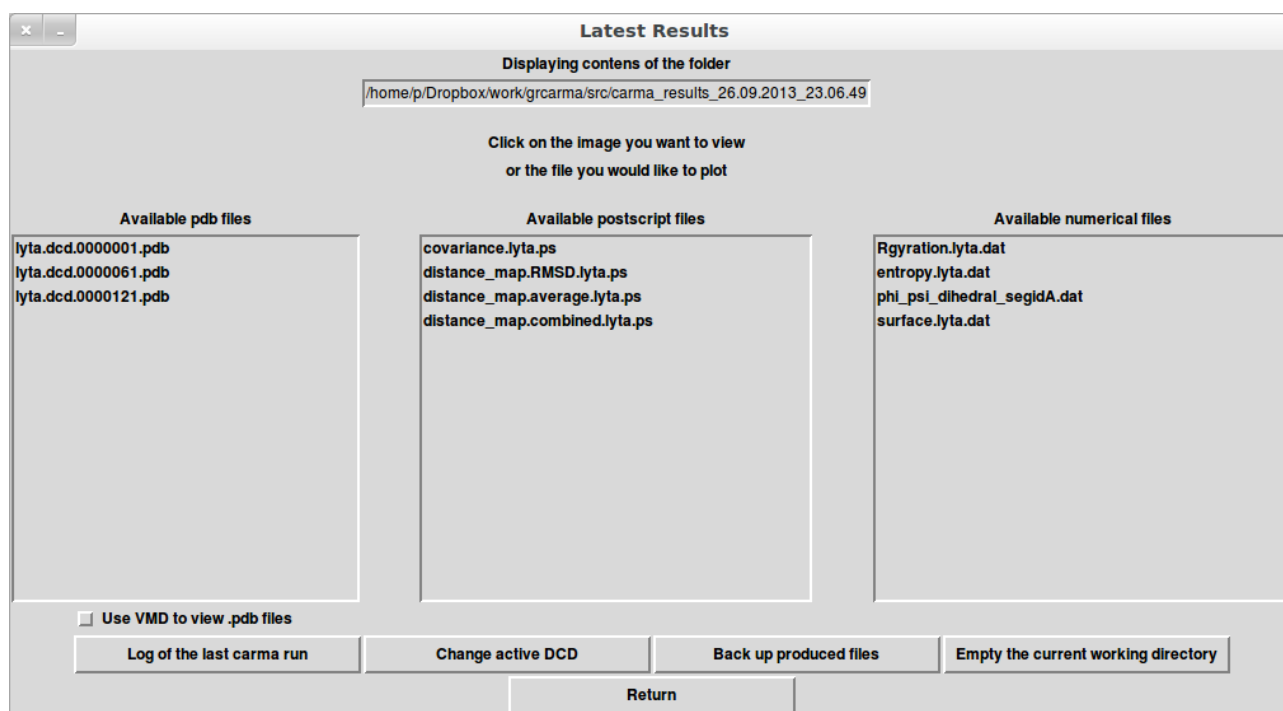 Latest Results
Displaying contens of the folder
/home/p/Dropbox/work/grcarma/src/carma_results_26.09.2013_23.06.49
Click on the image you want to view
or the file you would like to plot
Available pdb files
lyta.dcd.0000001.pdb
lyta.dcd.0000061.pdb
lyta.dcd.0000121.pdb
Available postscript files
covariance.lyta.ps
distance_map.RMSD.lyta.ps
distance_map.average.lyta.ps
distance_map.combined.lyta.ps
Available numerical files
Rgyration.lyta.dat
entropy.lyta.dat
phi_psi_dihedral_segidA.dat
surface.lyta.dat
Use VMD to view .pdb files
Log of the last carma run
Change active DCD
Back up produced files
Empty the current working directory
Return